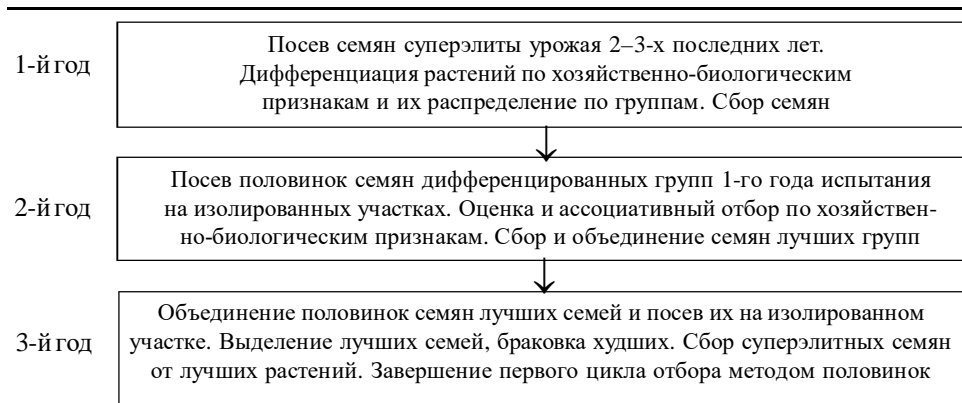 1-й год
Посев семян суперэлиты урожая 2–3-х последних лет.
Дифференциация растений по хозяйственно-биологическим
признакам и их распределение по группам. Сбор семян
2-й год
Посев половинок семян дифференцированных групп 1-го года испытания
на изолированных участках. Оценка и ассоциативный отбор по хозяйствен-
но-биологическим признакам. Сбор и объединение семян лучших групп
3-й год
Объединение половинок семян лучших семей и посев их на изолированном
участке. Выделение лучших семей, браковка худших. Сбор суперэлитных семян
от лучших растений. Завершение первого цикла отбора методом половинок